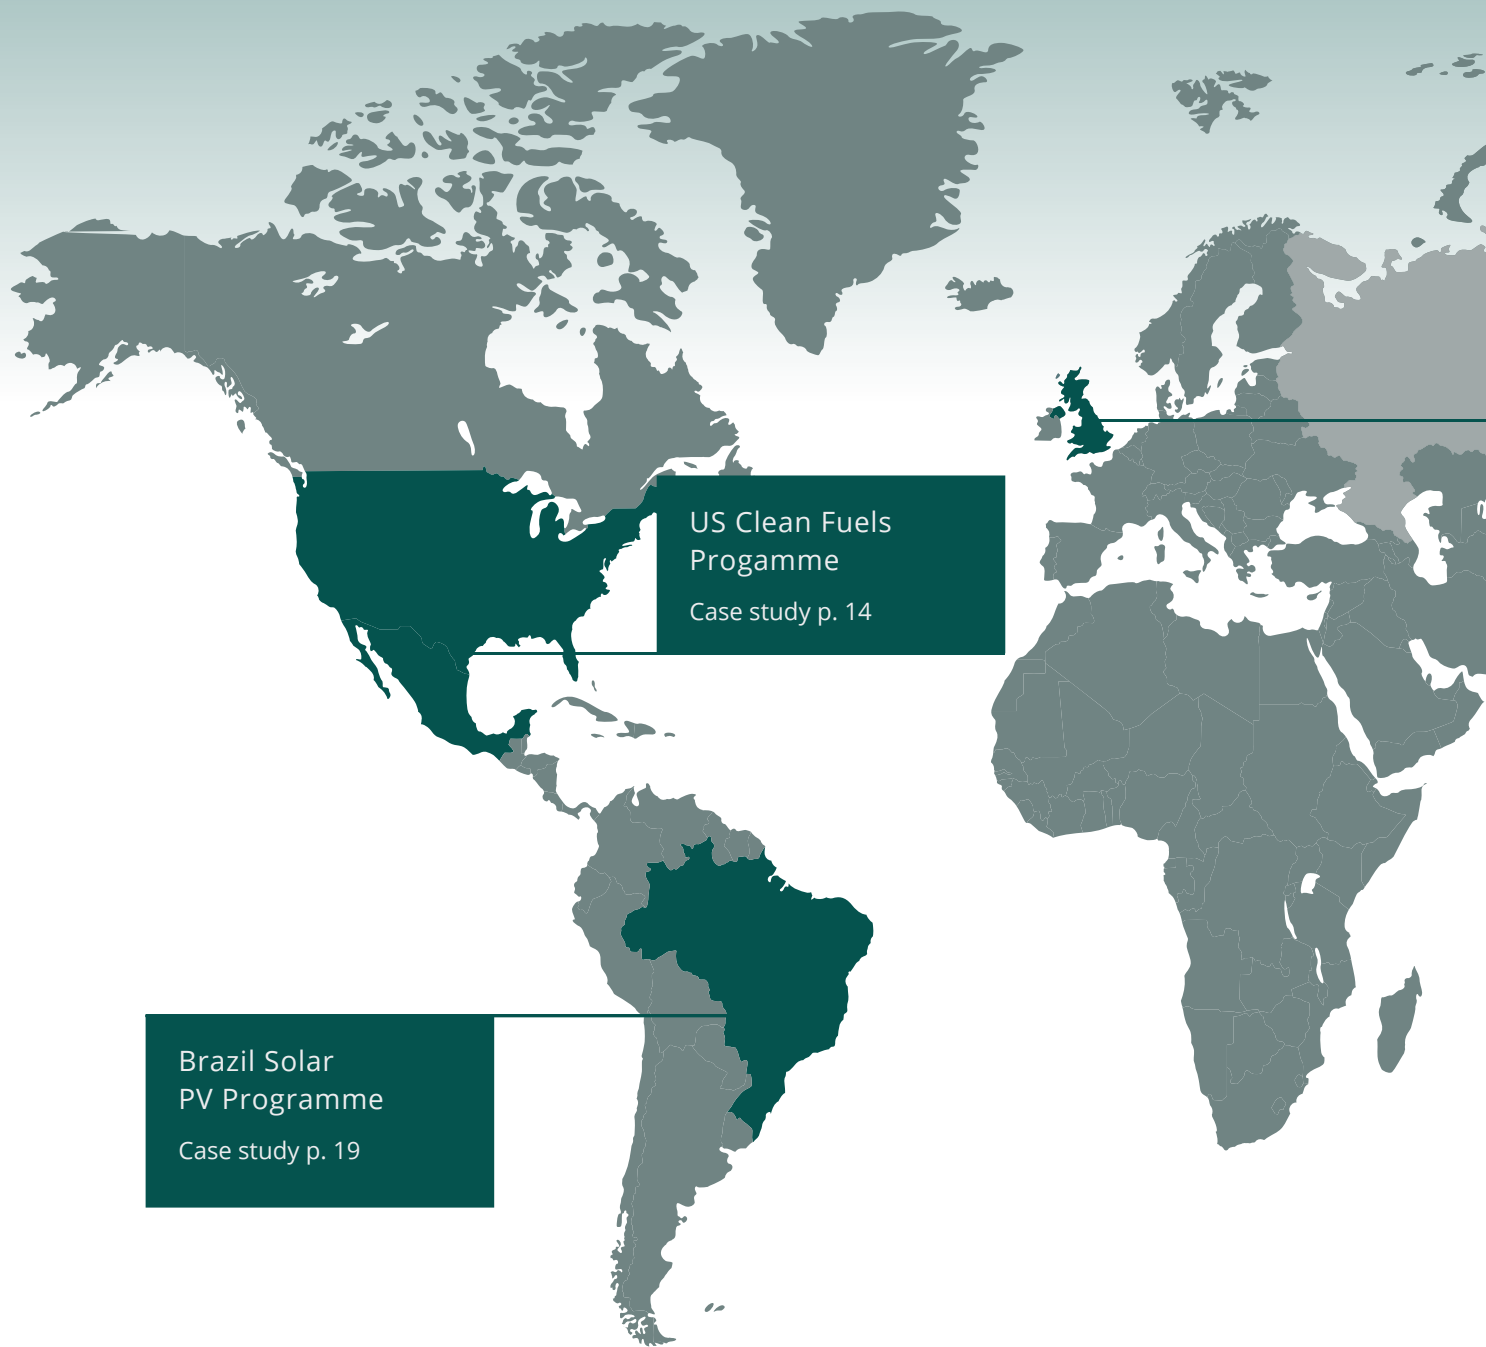 US Clean Fuels
Progamme
Case study p. 14
Brazil Solar
PV Programme
Case study p. 19